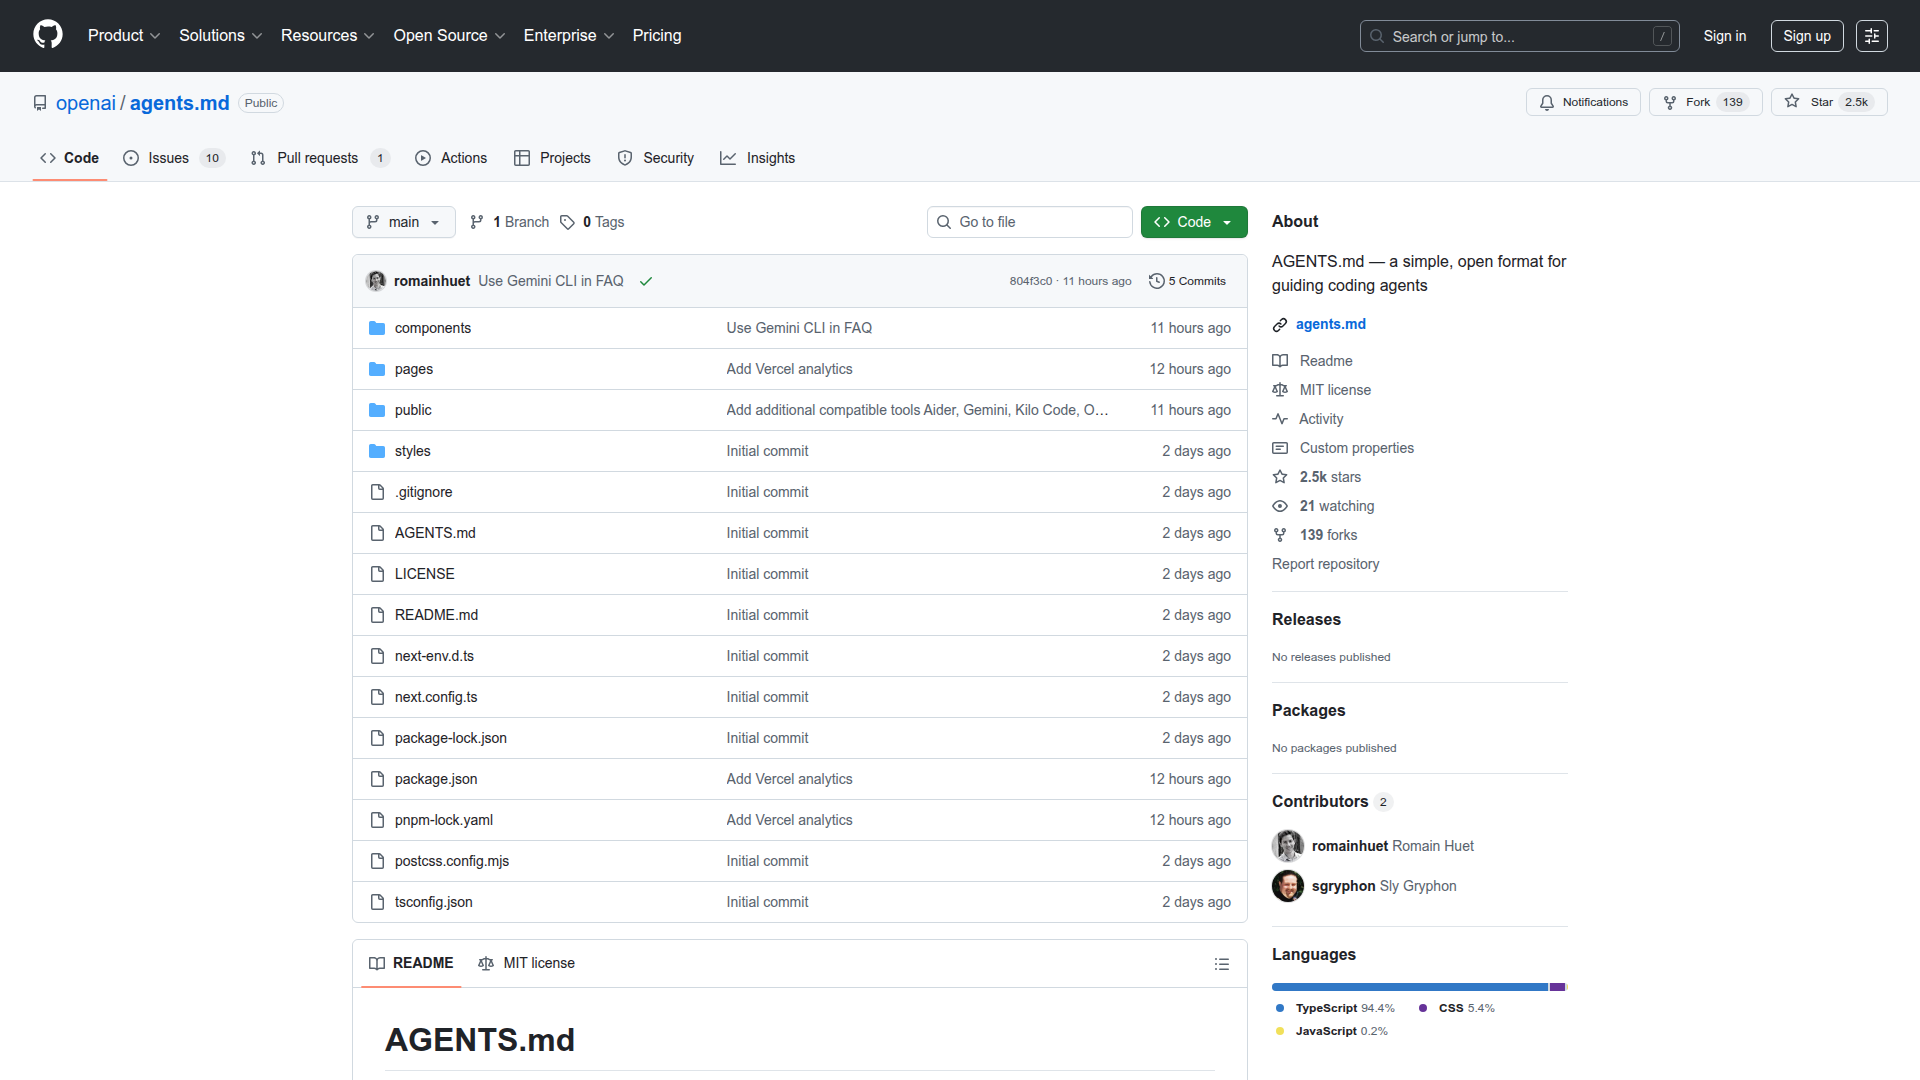 Product Solutions Resources Open Source Enterprise Pricing Search or jump to... / Sign in Sign up
openai / agents.md Public Notifications Fork 139 Star 2.5k
Code Issues 10 Pull requests 1 Actions Projects Security Insights
main 1 Branch 0 Tags Go to file Code
romainhuet Use Gemini CLI in FAQ 804f3c0 · 11 hours ago 5 Commits
components Use Gemini CLI in FAQ 11 hours ago
pages Add Vercel analytics 12 hours ago
public Add additional compatible tools Aider, Gemini, Kilo Code, O… 11 hours ago
styles Initial commit 2 days ago
.gitignore Initial commit 2 days ago
AGENTS.md Initial commit 2 days ago
LICENSE Initial commit 2 days ago
README.md Initial commit 2 days ago
next-env.d.ts Initial commit 2 days ago
next.config.ts Initial commit 2 days ago
package-lock.json Initial commit 2 days ago
package.json Add Vercel analytics 12 hours ago
pnpm-lock.yaml Add Vercel analytics 12 hours ago
postcss.config.mjs Initial commit 2 days ago
tsconfig.json Initial commit 2 days ago
README MIT license
AGENTS.md
About
AGENTS.md — a simple, open format for
guiding coding agents
agents.md
Readme
MIT license
Activity
Custom properties
2.5k stars
21 watching
139 forks
Report repository
Releases
No releases published
Packages
No packages published
Contributors 2
romainhuet Romain Huet
sgryphon Sly Gryphon
Languages
TypeScript 94.4% CSS 5.4%
JavaScript 0.2%